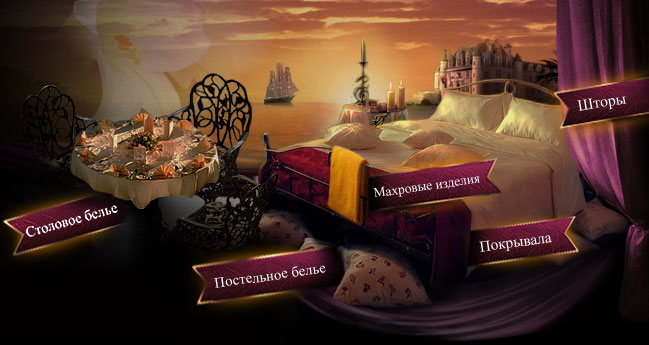 Шторы
Махровые изделия
Столовое белье
Покрывала
Постельное белье